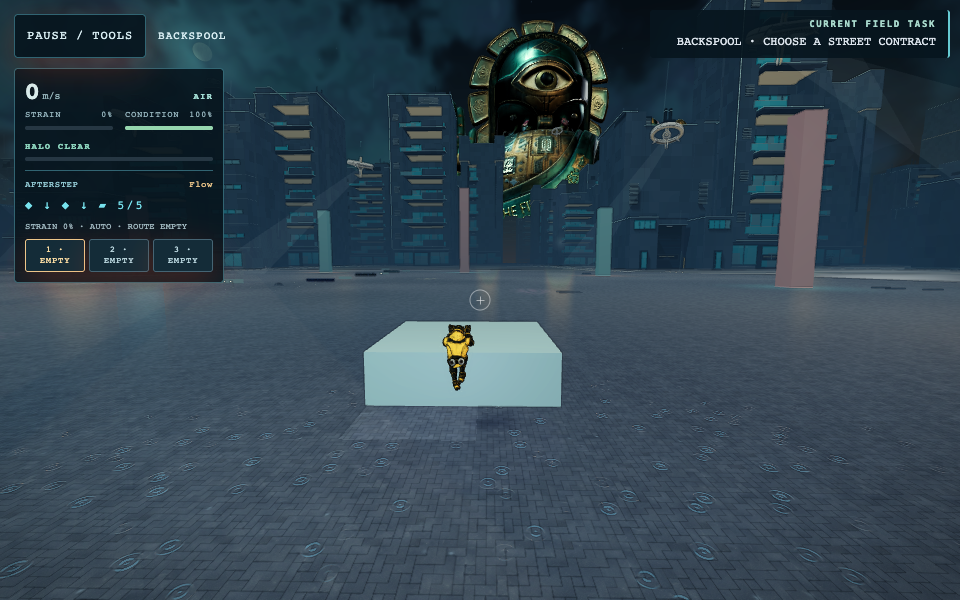 PAUSE / TOOLS
BACKSPOOL
CURRENT FIELD TASK
BACKSPOOL • CHOOSE A STREET CONTRACT
0 m/s
AIR
STRAIN 0%
CONDITION 100%
HALO CLEAR
AFTERSTEP
Flow
◆ ↓ ◆ ↓ ▰ 5/5
STRAIN 0% · AUTO · ROUTE EMPTY
1 · EMPTY
2 · EMPTY
3 · EMPTY